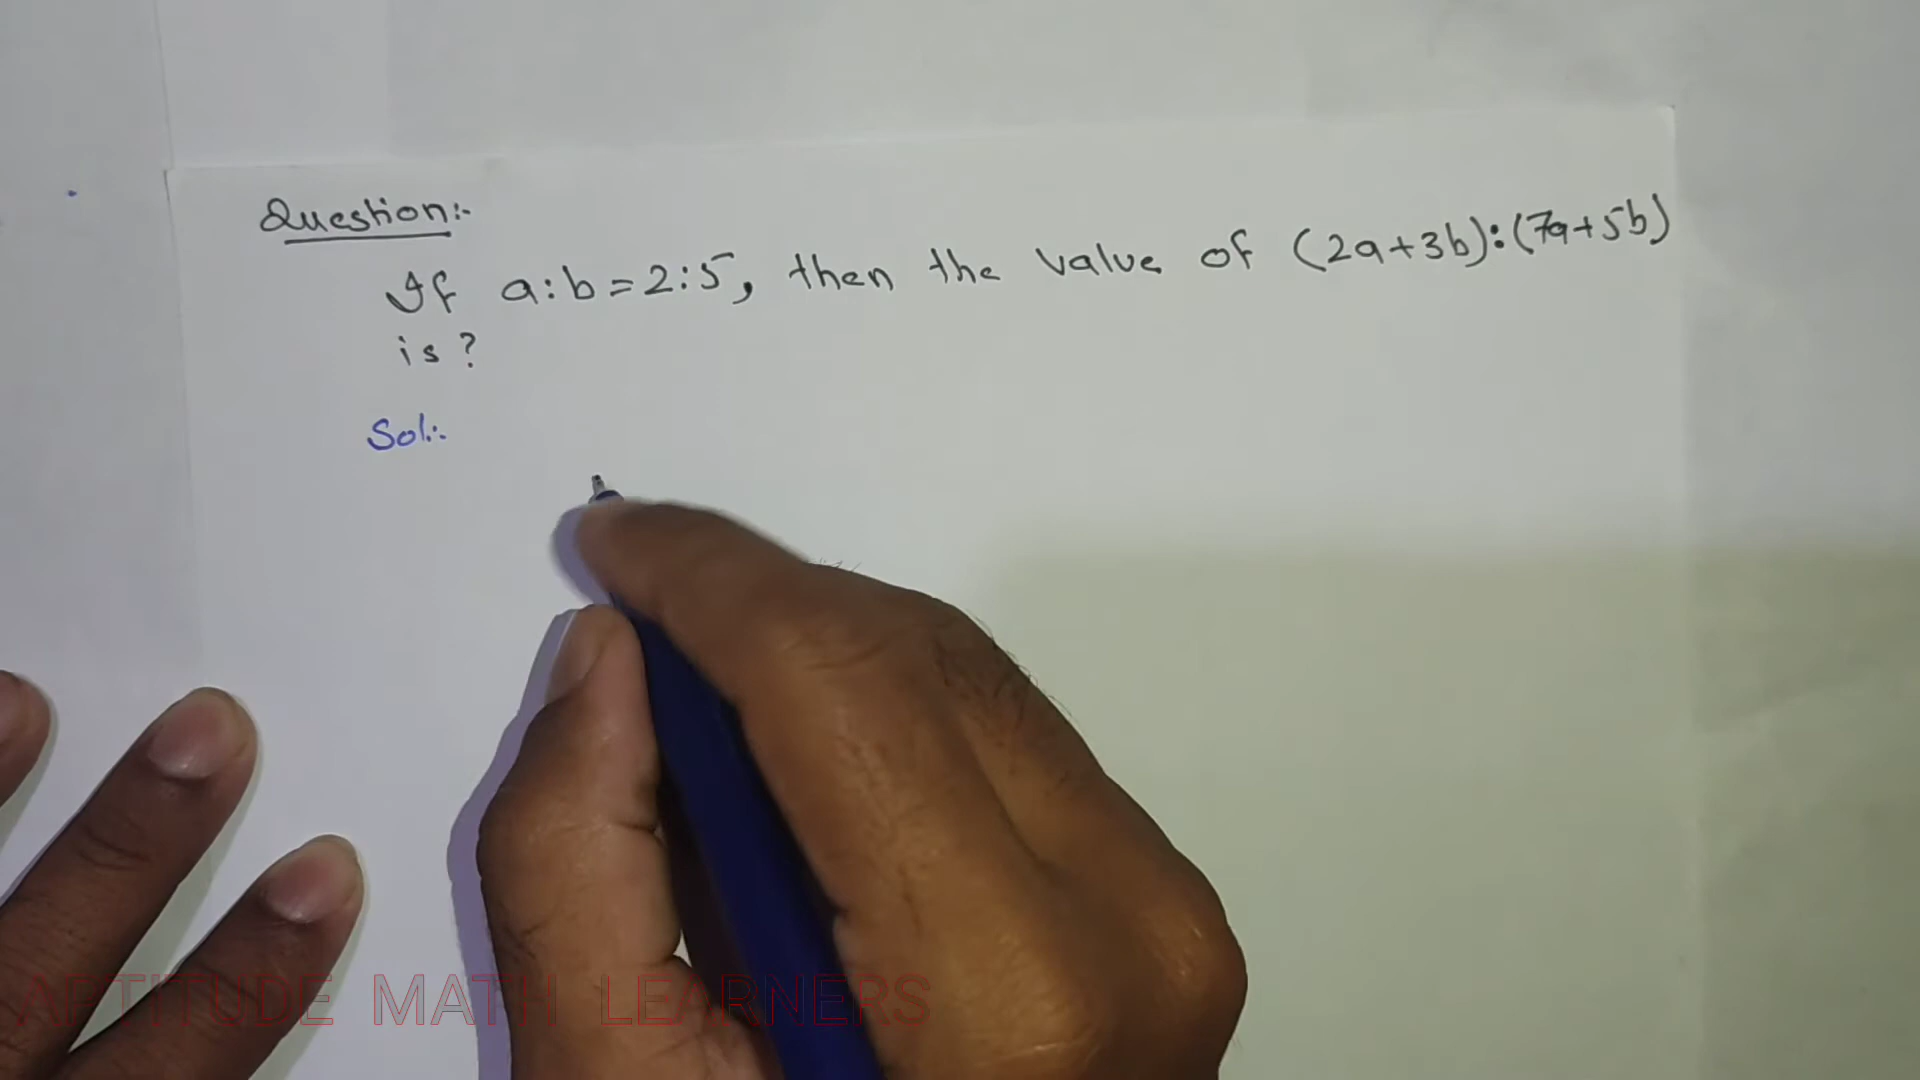 Question:-
If a:b=2:5, then the value of (2a+3b):(7a+5b)
is?
Sol:-
APTITUDE MATH LEARNERS